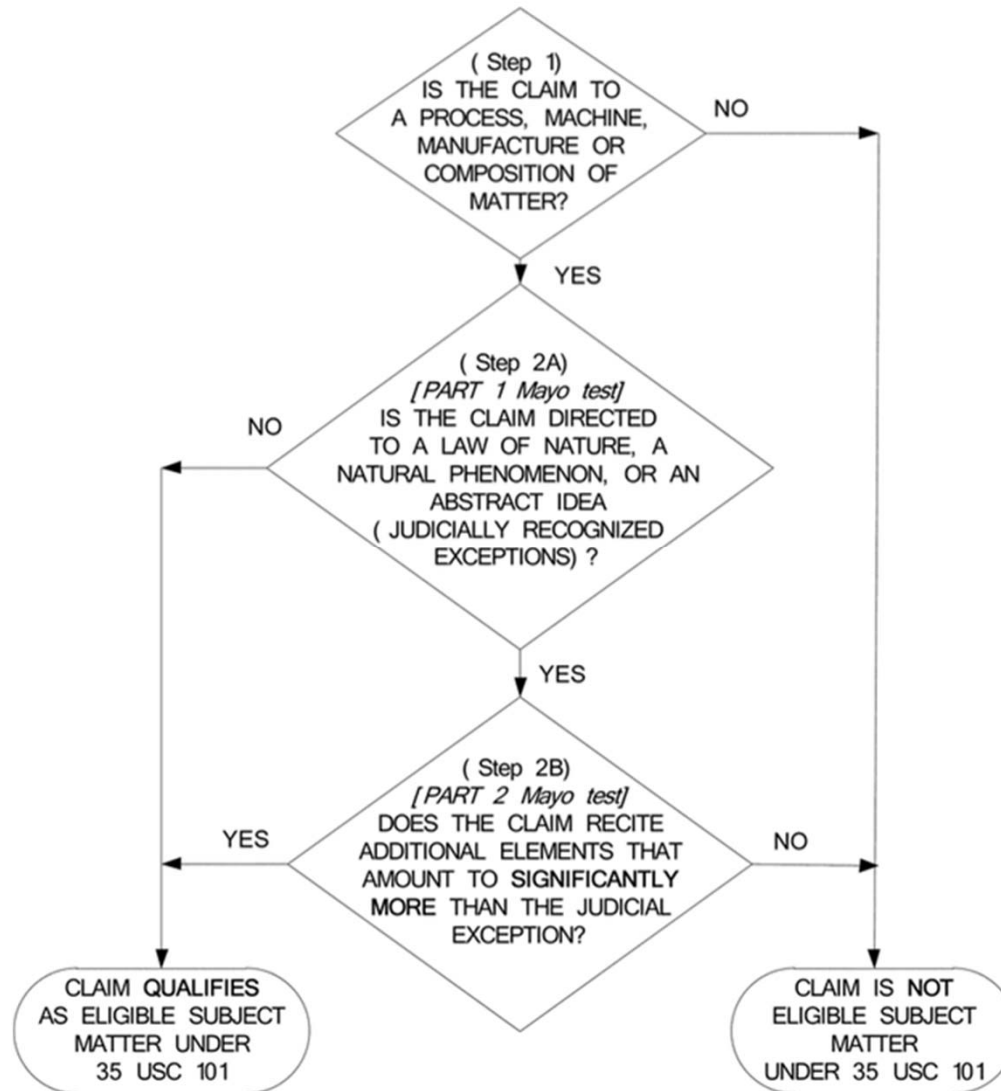 ( Step 1)
IS THE CLAIM TO
A PROCESS, MACHINE,
MANUFACTURE OR
COMPOSITION OF
MATTER?
NO
YES
( Step 2A)
[PART 1 Mayo test]
IS THE CLAIM DIRECTED
TO A LAW OF NATURE, A
NATURAL PHENOMENON, OR AN
ABSTRACT IDEA
( JUDICIALLY RECOGNIZED
EXCEPTIONS) ?
NO
YES
( Step 2B)
[PART 2 Mayo test]
DOES THE CLAIM RECITE
ADDITIONAL ELEMENTS THAT
AMOUNT TO SIGNIFICANTLY
MORE THAN THE JUDICIAL
EXCEPTION?
YES
NO
CLAIM QUALIFIES
AS ELIGIBLE SUBJECT
MATTER UNDER
35 USC 101
CLAIM IS NOT
ELIGIBLE SUBJECT
MATTER
UNDER 35 USC 101